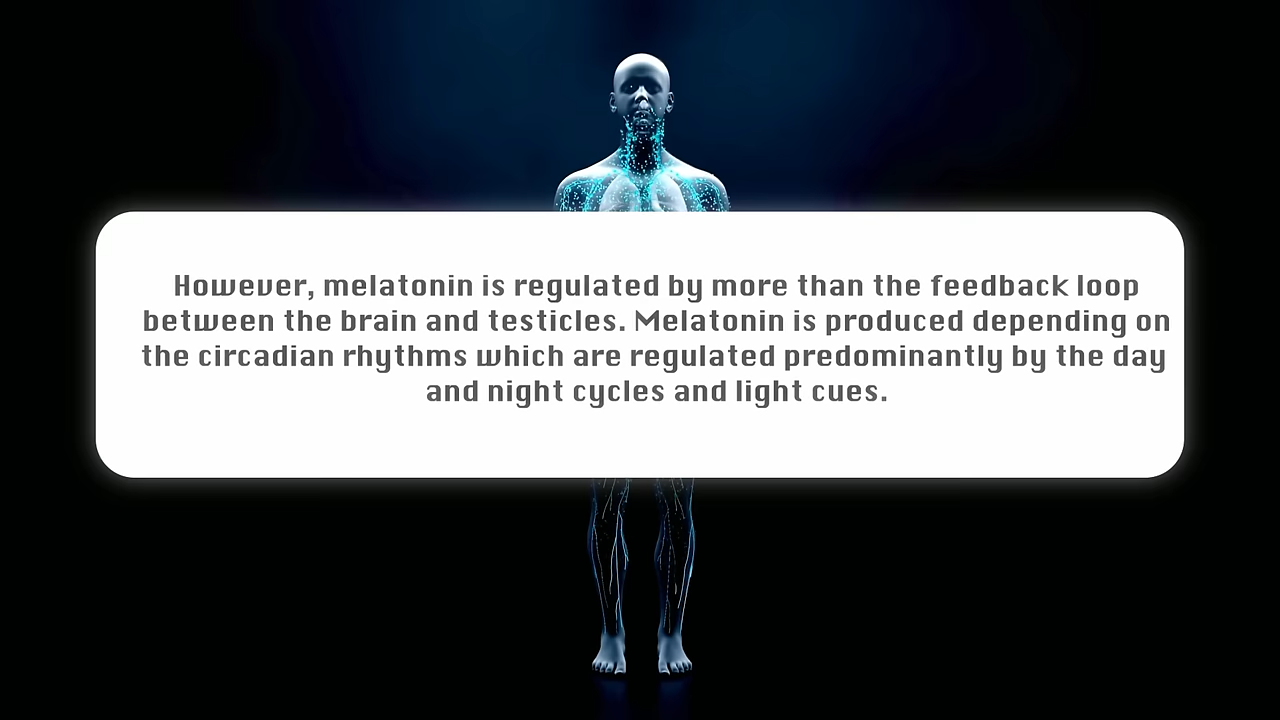 However, melatonin is regulated by more than the feedback loop
between the brain and testicles. Melatonin is produced depending on
the circadian rhythms which are regulated predominantly by the day
and night cycles and light cues.